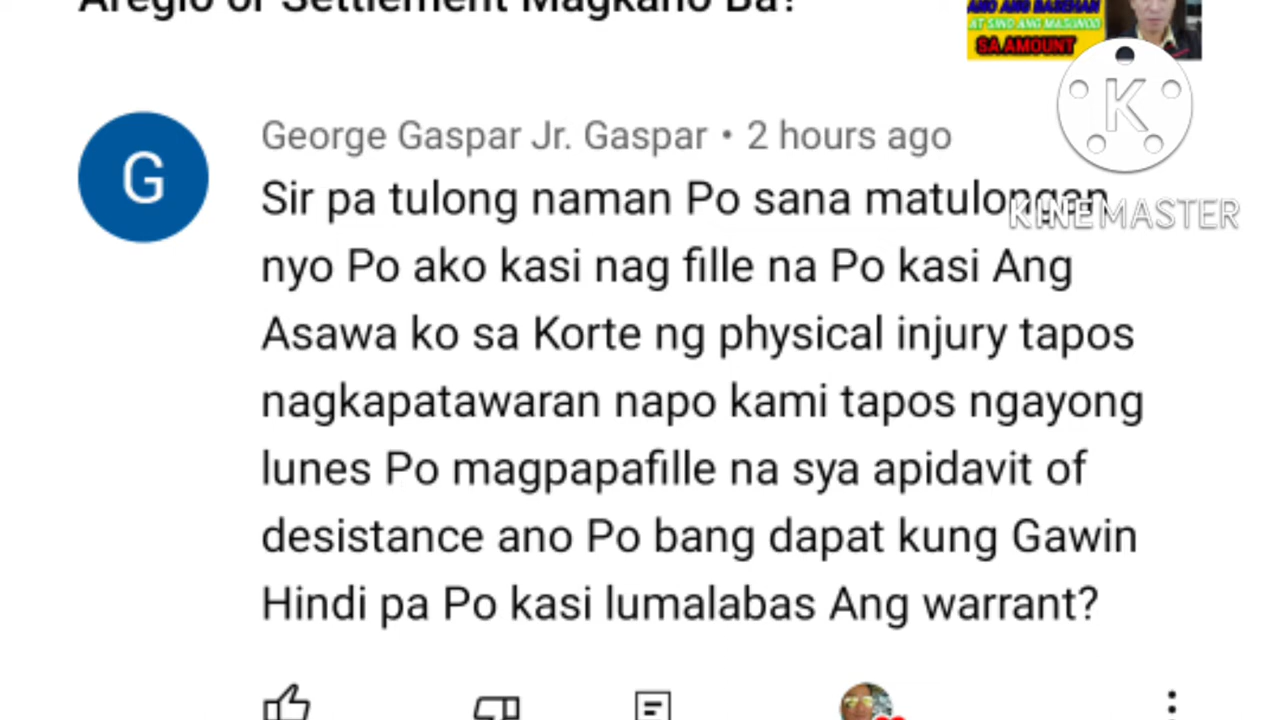 Areglo or Settlement Magkano Ba?
ANO ANG BASEHAN
AT SINO ANG MASUNOD
SA AMOUNT
K
KINEMASTER
G
George Gaspar Jr. Gaspar • 2 hours ago
Sir pa tulong naman Po sana matulongan
nyo Po ako kasi nag fille na Po kasi Ang
Asawa ko sa Korte ng physical injury tapos
nagkapatawaran napo kami tapos ngayong
lunes Po magpapafille na sya apidavit of
desistance ano Po bang dapat kung Gawin
Hindi pa Po kasi lumalabas Ang warrant?